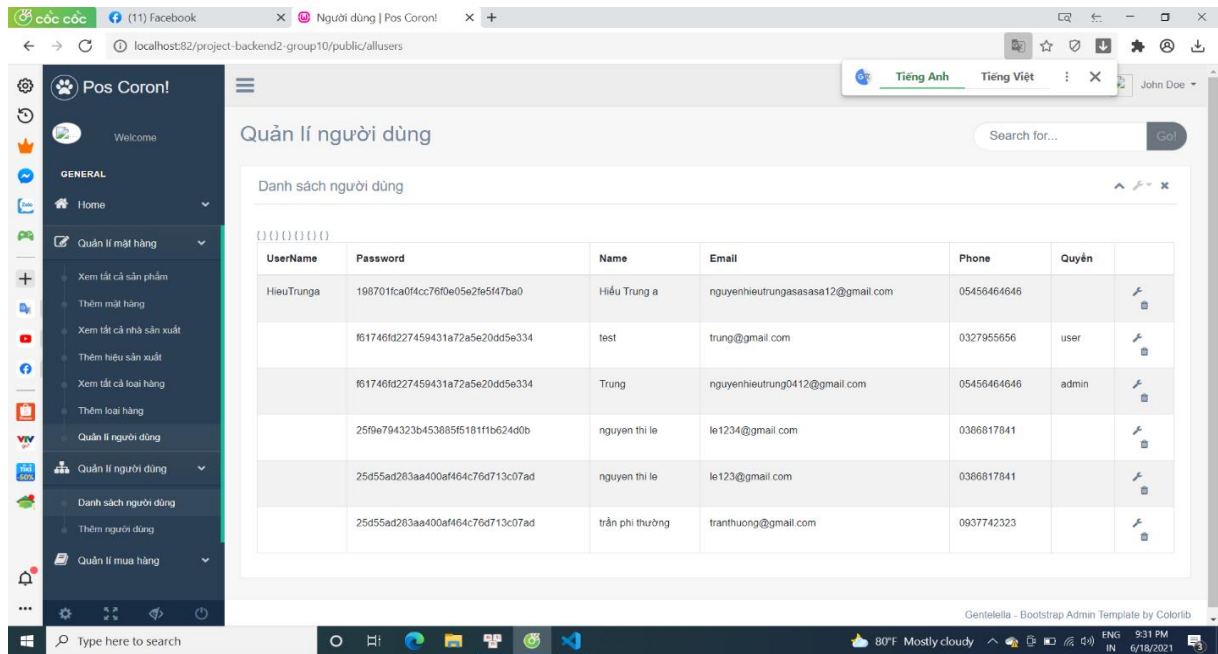 cốc cốc
(11) Facebook
Người dùng | Pos Coron!
localhost:82/project-backend2-group10/public/allusers
Tiếng Anh Tiếng Việt
Pos Coron!
John Doe
Welcome
Quản lí người dùng
Search for... Go!
GENERAL
Home
Quản lí mặt hàng
Xem tất cả sản phẩm
Thêm mặt hàng
Xem tất cả nhà sản xuất
Thêm hiệu sản xuất
Xem tất cả loại hàng
Thêm loại hàng
Quản lí người dùng
Quản lí người dùng
Danh sách người dùng
Thêm người dùng
Quản lí mua hàng
Danh sách người dùng
{}{}{}{}{}{}
UserName Password Name Email Phone Quyền
HieuTrunga 198701fca0f4cc76f0e05e2fe5f47ba0 Hiếu Trung a nguyenhieutrungasasasa12@gmail.com 05456464646
f61746fd227459431a72a5e20dd5e334 test trung@gmail.com 0327955656 user
f61746fd227459431a72a5e20dd5e334 Trung nguyenhieutrung0412@gmail.com 05456464646 admin
25f9e794323b453885f5181f1b624d0b nguyen thi le le1234@gmail.com 0386817841
25d55ad283aa400af464c76d713c07ad nguyen thi le le123@gmail.com 0386817841
25d55ad283aa400af464c76d713c07ad trần phi thường tranthuong@gmail.com 0937742323
Gentelella - Bootstrap Admin Template by Colorlib
Type here to search
80°F Mostly cloudy
ENG
IN
9:31 PM
6/18/2021